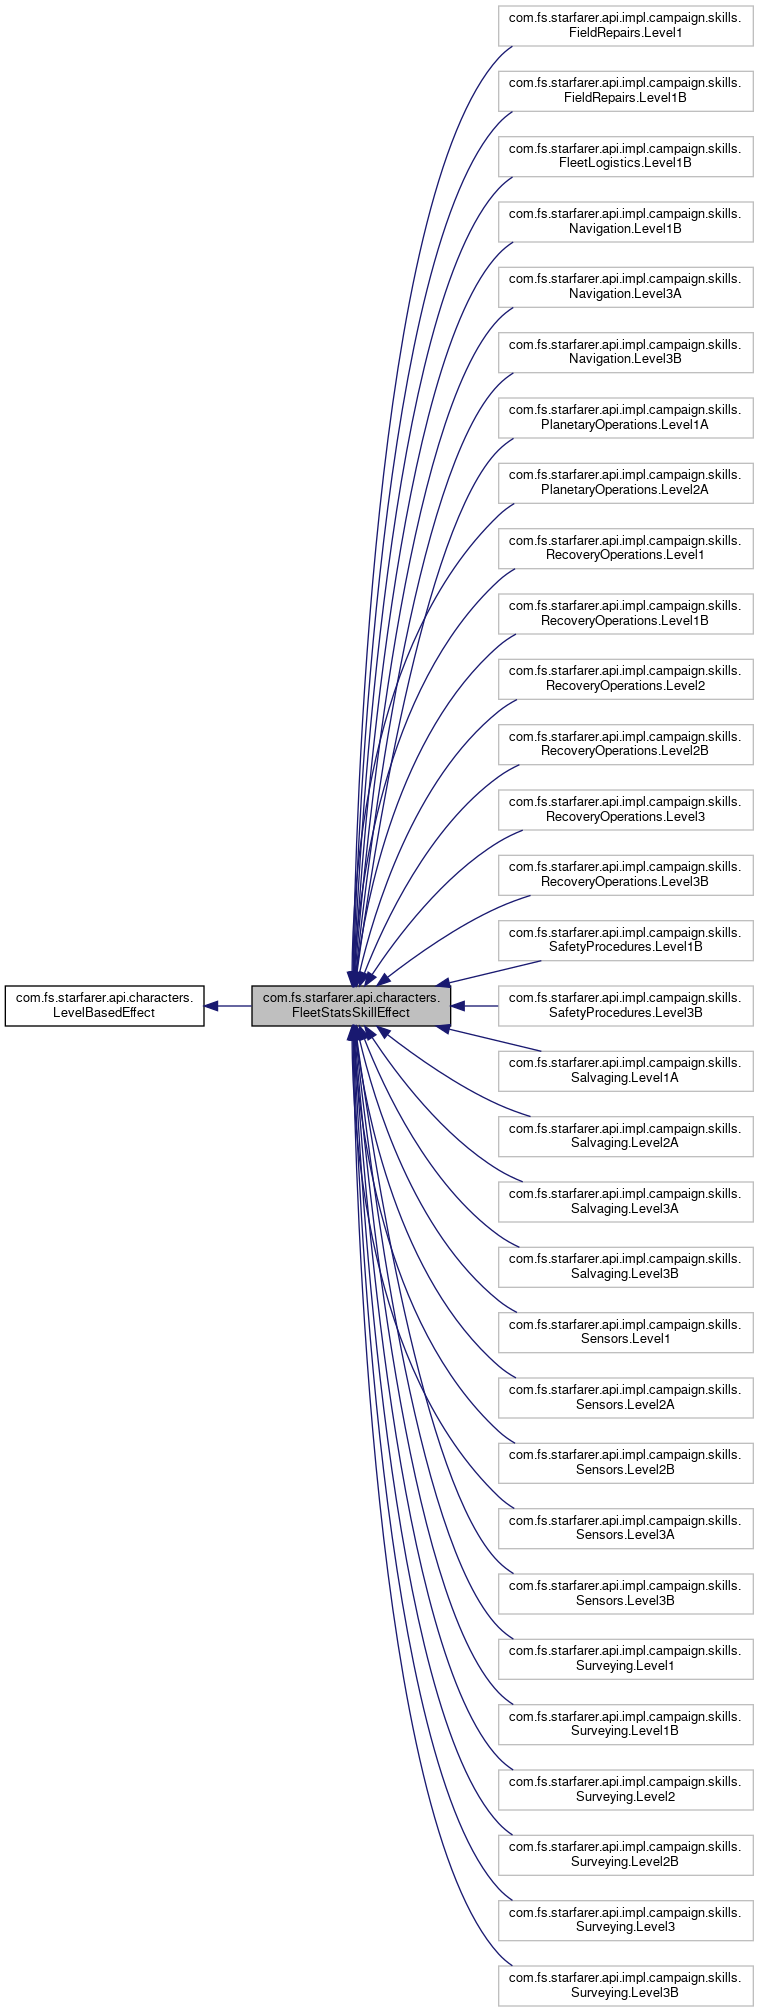 com.fs.starfarer.api.impl.campaign.skills.
FieldRepairs.Level1
com.fs.starfarer.api.impl.campaign.skills.
FieldRepairs.Level1B
com.fs.starfarer.api.impl.campaign.skills.
FleetLogistics.Level1B
com.fs.starfarer.api.impl.campaign.skills.
Navigation.Level1B
com.fs.starfarer.api.impl.campaign.skills.
Navigation.Level3A
com.fs.starfarer.api.impl.campaign.skills.
Navigation.Level3B
com.fs.starfarer.api.impl.campaign.skills.
PlanetaryOperations.Level1A
com.fs.starfarer.api.impl.campaign.skills.
PlanetaryOperations.Level2A
com.fs.starfarer.api.impl.campaign.skills.
RecoveryOperations.Level1
com.fs.starfarer.api.impl.campaign.skills.
RecoveryOperations.Level1B
com.fs.starfarer.api.impl.campaign.skills.
RecoveryOperations.Level2
com.fs.starfarer.api.impl.campaign.skills.
RecoveryOperations.Level2B
com.fs.starfarer.api.impl.campaign.skills.
RecoveryOperations.Level3
com.fs.starfarer.api.impl.campaign.skills.
RecoveryOperations.Level3B
com.fs.starfarer.api.impl.campaign.skills.
SafetyProcedures.Level1B
com.fs.starfarer.api.characters.
LevelBasedEffect
com.fs.starfarer.api.characters.
FleetStatsSkillEffect
com.fs.starfarer.api.impl.campaign.skills.
SafetyProcedures.Level3B
com.fs.starfarer.api.impl.campaign.skills.
Salvaging.Level1A
com.fs.starfarer.api.impl.campaign.skills.
Salvaging.Level2A
com.fs.starfarer.api.impl.campaign.skills.
Salvaging.Level3A
com.fs.starfarer.api.impl.campaign.skills.
Salvaging.Level3B
com.fs.starfarer.api.impl.campaign.skills.
Sensors.Level1
com.fs.starfarer.api.impl.campaign.skills.
Sensors.Level2A
com.fs.starfarer.api.impl.campaign.skills.
Sensors.Level2B
com.fs.starfarer.api.impl.campaign.skills.
Sensors.Level3A
com.fs.starfarer.api.impl.campaign.skills.
Sensors.Level3B
com.fs.starfarer.api.impl.campaign.skills.
Surveying.Level1
com.fs.starfarer.api.impl.campaign.skills.
Surveying.Level1B
com.fs.starfarer.api.impl.campaign.skills.
Surveying.Level2
com.fs.starfarer.api.impl.campaign.skills.
Surveying.Level2B
com.fs.starfarer.api.impl.campaign.skills.
Surveying.Level3
com.fs.starfarer.api.impl.campaign.skills.
Surveying.Level3B